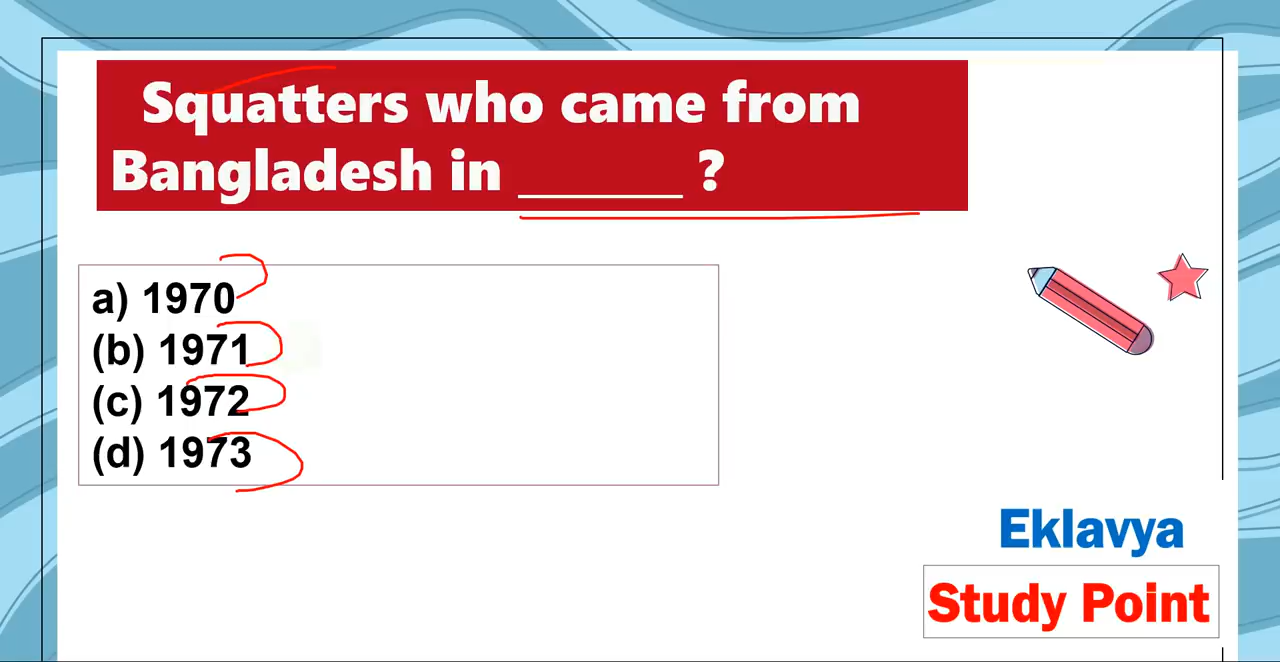 Squatters who came from
Bangladesh in ______ ?
a) 1970
(b) 1971
(c) 1972
(d) 1973
Eklavya
Study Point